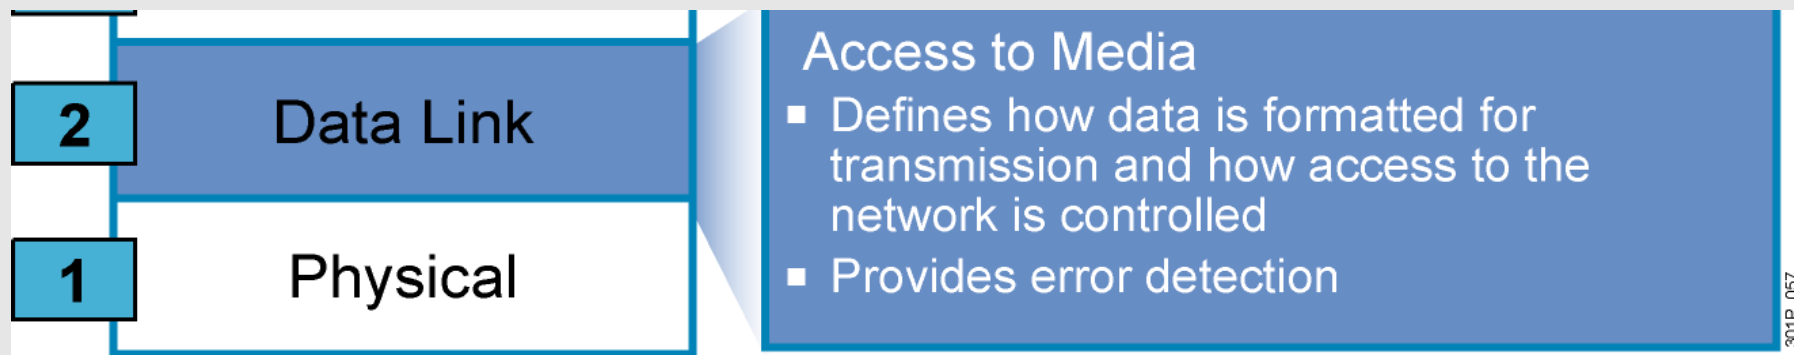 2
Data Link
1
Physical
Access to Media
Defines how data is formatted for
transmission and how access to the
network is controlled
Provides error detection
301P_057